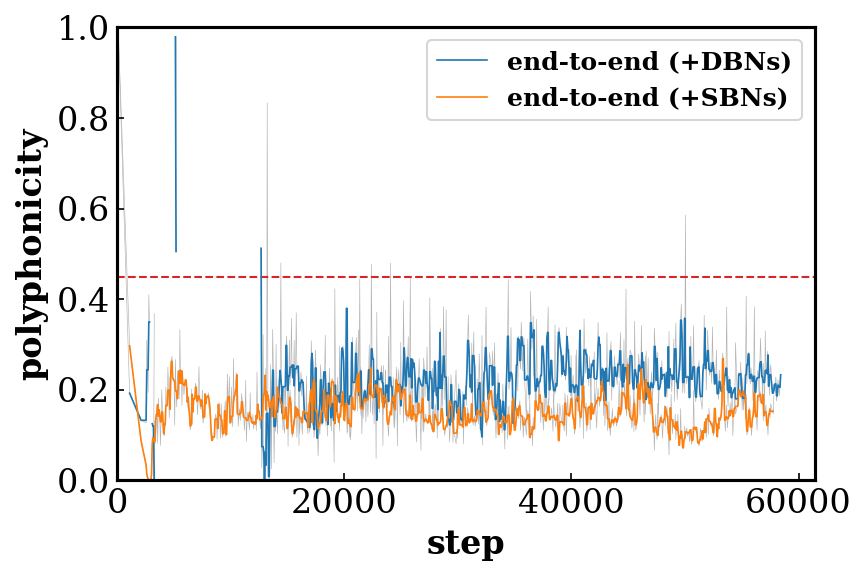 1.0
0.8
0.6
0.4
0.2
0.0
polyphonicity
end-to-end (+DBNs)
end-to-end (+SBNs)
0
20000
40000
60000
step